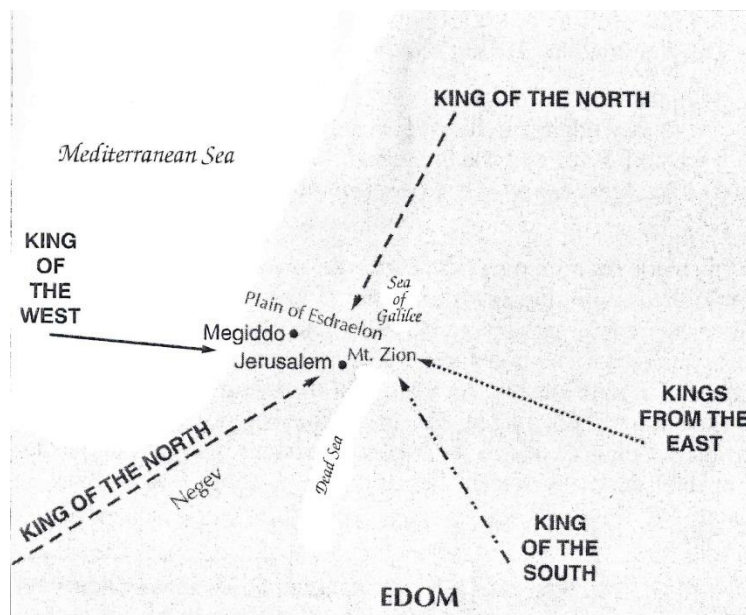 KING OF THE NORTH
Mediterranean Sea
KING
OF
THE
WEST
Sea
of
Galilee
Plain of Esdraelon
Megiddo
Jerusalem
Mt. Zion
KINGS
FROM THE
EAST
KING OF THE NORTH
Negev
Dead Sea
KING
OF THE
SOUTH
EDOM